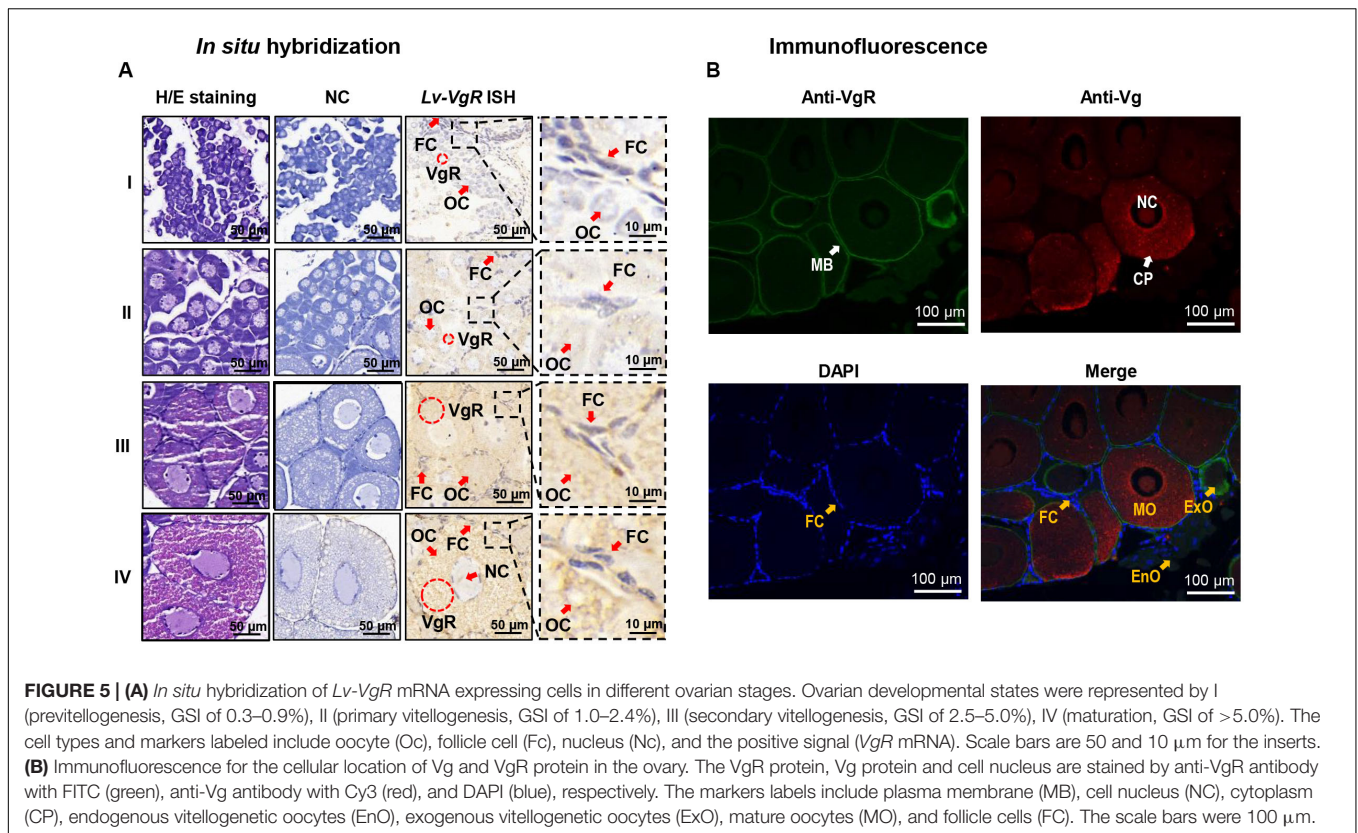 In situ hybridization
Immunofluorescence
A
H/E staining
NC
Lv-VgR ISH
I
50 µm
50 µm
FC
VgR
OC
50 µm
FC
OC
10 µm
II
50 µm
50 µm
FC
OC
VgR
50 µm
FC
OC
10 µm
III
50 µm
50 µm
VgR
FC
OC
50 µm
FC
OC
10 µm
IV
50 µm
50 µm
OC
FC
NC
VgR
50 µm
FC
OC
10 µm
B
Anti-VgR
Anti-Vg
MB
100 µm
NC
CP
100 µm
DAPI
Merge
FC
100 µm
FC
MO
ExO
EnO
100 µm
FIGURE 5 | (A) In situ hybridization of Lv-VgR mRNA expressing cells in different ovarian stages. Ovarian developmental states were represented by I
(previtellogenesis, GSI of 0.3–0.9%), II (primary vitellogenesis, GSI of 1.0–2.4%), III (secondary vitellogenesis, GSI of 2.5–5.0%), IV (maturation, GSI of >5.0%). The
cell types and markers labeled include oocyte (Oc), follicle cell (Fc), nucleus (Nc), and the positive signal (VgR mRNA). Scale bars are 50 and 10 µm for the inserts.
(B) Immunofluorescence for the cellular location of Vg and VgR protein in the ovary. The VgR protein, Vg protein and cell nucleus are stained by anti-VgR antibody
with FITC (green), anti-Vg antibody with Cy3 (red), and DAPI (blue), respectively. The markers labels include plasma membrane (MB), cell nucleus (NC), cytoplasm
(CP), endogenous vitellogenetic oocytes (EnO), exogenous vitellogenetic oocytes (ExO), mature oocytes (MO), and follicle cells (FC). The scale bars were 100 µm.